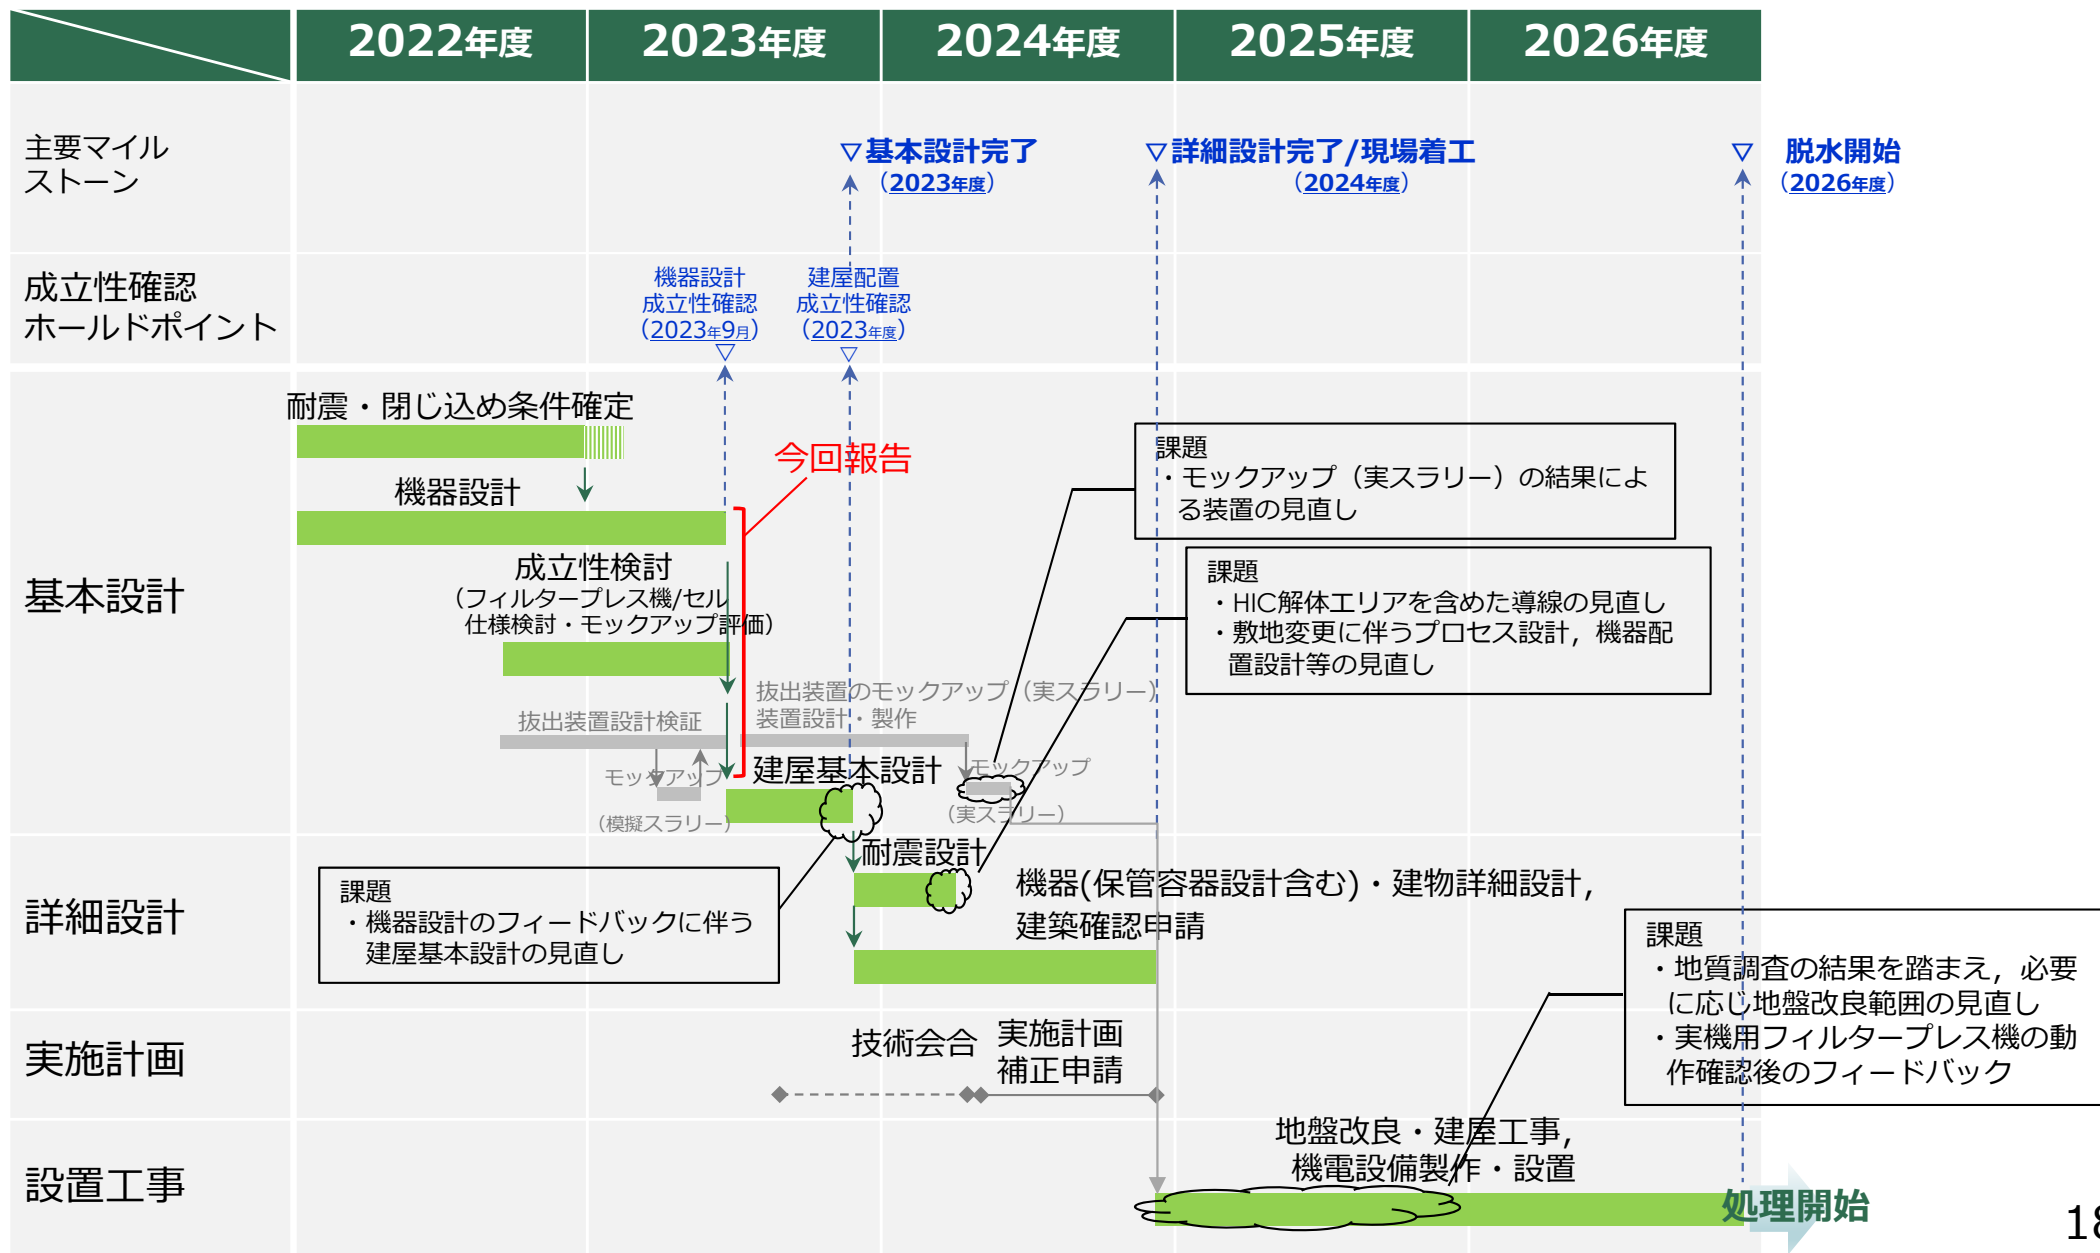 2022年度
2023年度
2024年度
2025年度
2026年度
主要マイル
ストーン
▽基本設計完了
（2023年度）
▽詳細設計完了/現場着工
（2024年度）
▽ 脱水開始
（2026年度）
成立性確認
ホールドポイント
機器設計
成立性確認
（2023年9月）
▽
建屋配置
成立性確認
（2023年度）
▽
基本設計
耐震・閉じ込め条件確定
機器設計
今回報告
成立性検討
（フィルタープレス機/セル
仕様検討・モックアップ評価）
抜出装置設計検証
モックアップ
（模擬スラリー）
抜出装置のモックアップ（実スラリー）
装置設計・製作
建屋基本設計
モックアップ
（実スラリー）
課題
・モックアップ（実スラリー）の結果によ
る装置の見直し
課題
・HIC解体エリアを含めた導線の見直し
・敷地変更に伴うプロセス設計，機器配
置設計等の見直し
詳細設計
課題
・機器設計のフィードバックに伴う
建屋基本設計の見直し
耐震設計
機器(保管容器設計含む)・建物詳細設計，
建築確認申請
課題
・地質調査の結果を踏まえ，必要
に応じ地盤改良範囲の見直し
・実機用フィルタープレス機の動
作確認後のフィードバック
実施計画
技術会合
実施計画
補正申請
設置工事
地盤改良・建屋工事，
機電設備製作・設置
処理開始
18